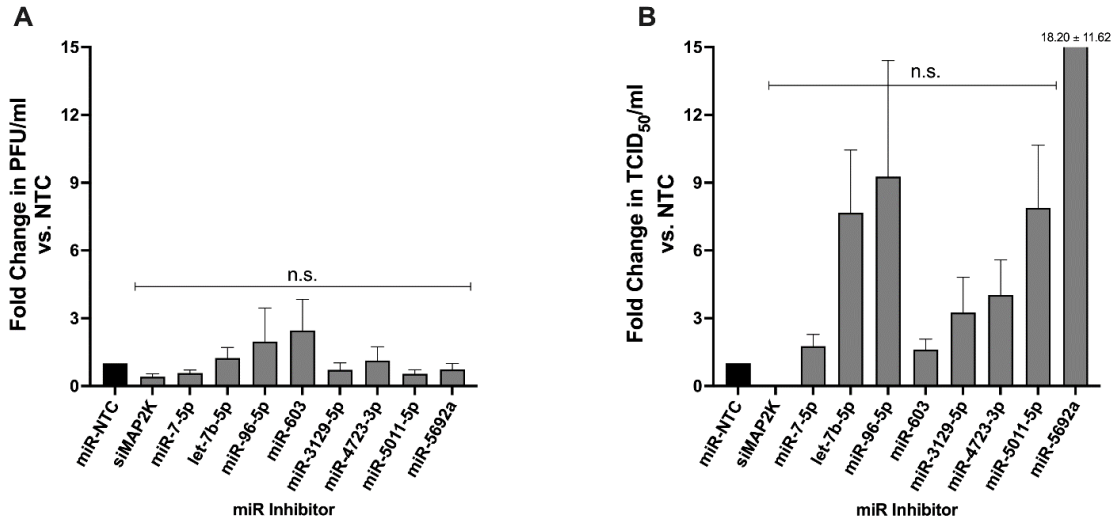 A
Fold Change in PFU/ml
vs. NTC
15
12
9
6
3
0
n.s.
miR-NTC
siMAP2K
miR-7-5p
let-7b-5p
miR-96-5p
miR-603
miR-3129-5p
miR-4723-3p
miR-5011-5p
miR-5692a
miR Inhibitor
B
Fold Change in TCID50/ml
vs. NTC
15
12
9
6
3
0
18.20 ± 11.62
n.s.
miR-NTC
siMAP2K
miR-7-5p
let-7b-5p
miR-96-5p
miR-603
miR-3129-5p
miR-4723-3p
miR-5011-5p
miR-5692a
miR Inhibitor